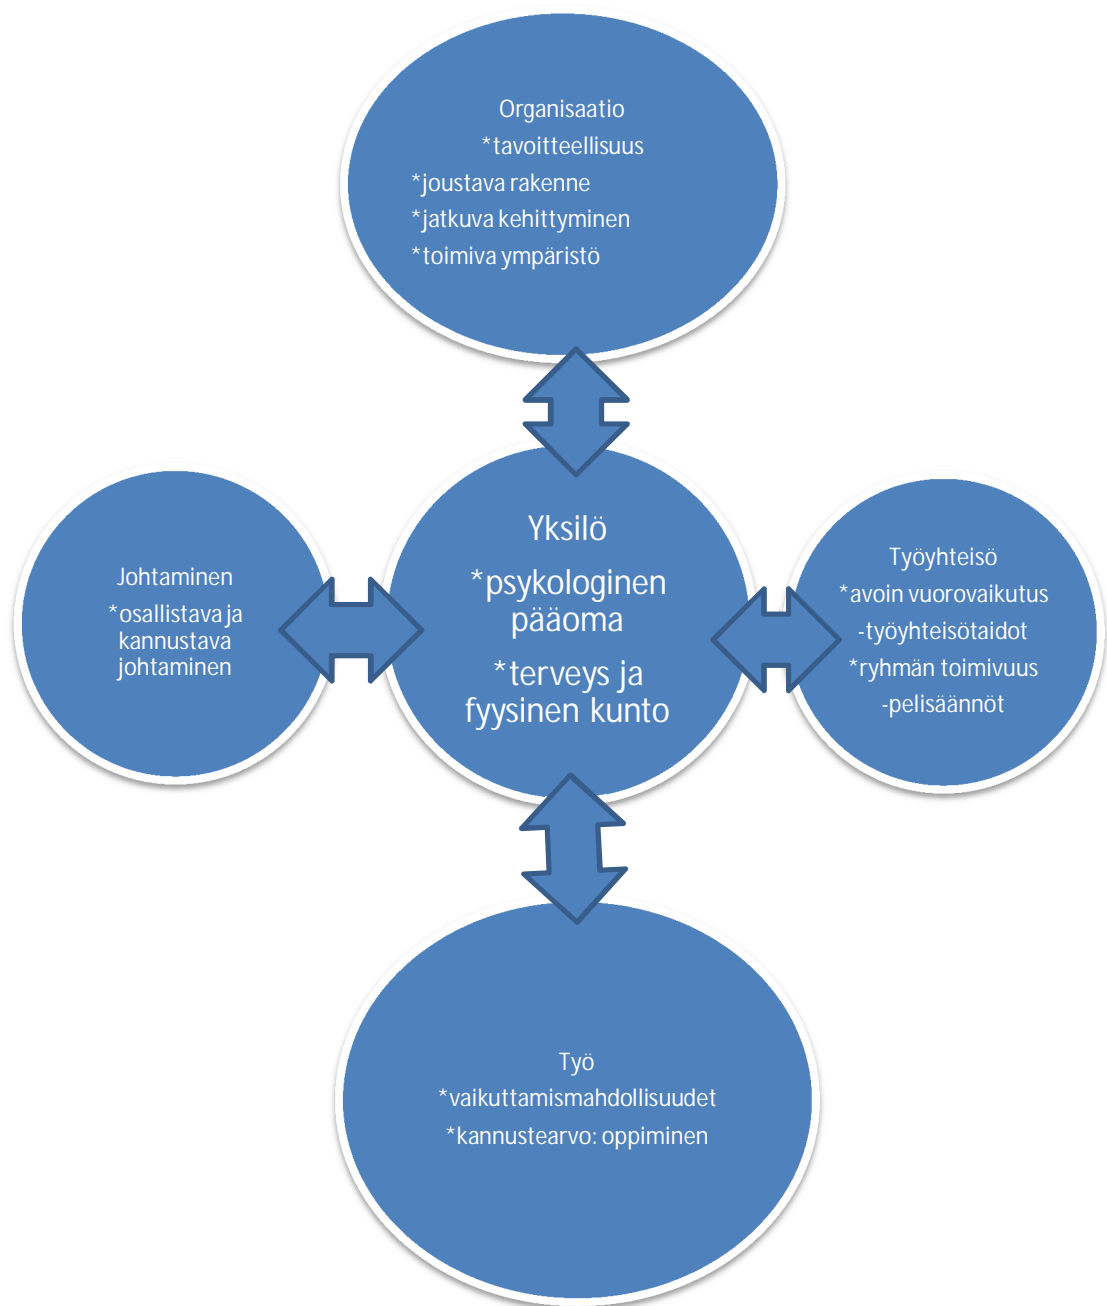 Organisaatio
*tavoitteellisuus
*joustava rakenne
*jatkuva kehittyminen
*toimiva ympäristö
Johtaminen
*osallistava ja
kannustava
johtaminen
Yksilö
*psykologinen
pääoma
*terveys ja
fyysinen kunto
Työyhteisö
*avoin vuorovaikutus
-työyhteisötaidot
*ryhmän toimivuus
-pelisäännöt
Työ
*vaikuttamismahdollisuudet
*kannustearvo: oppiminen